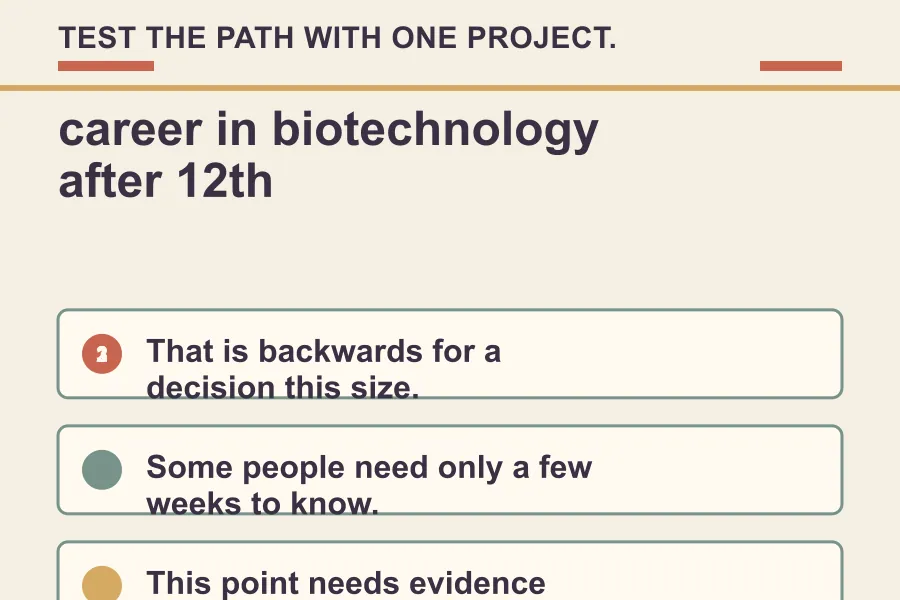 TEST THE PATH WITH ONE PROJECT.
career in biotechnology
after 12th
That is backwards for a
decision this size.
Some people need only a few
weeks to know.
This point needs evidence